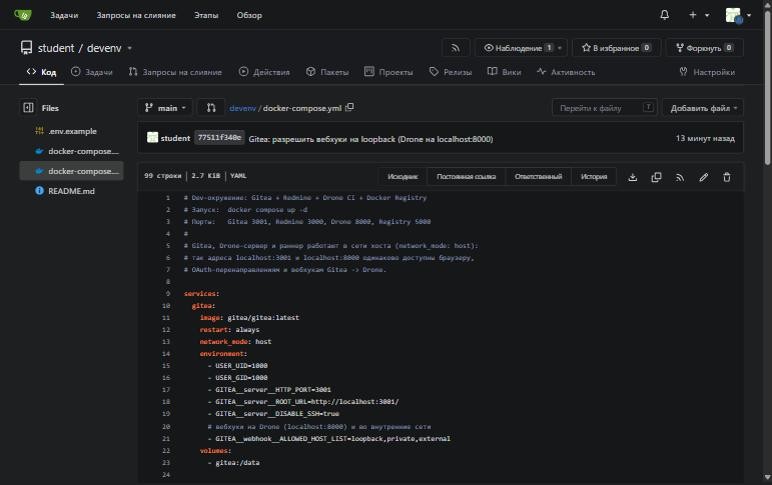 Задачи Запросы на слияние Этапы Обзор
student / devenv
Наблюдение 1
В избранное 0
Форкнуть 0
Код Задачи Запросы на слияние Действия Пакеты Проекты Релизы Вики Активность Настройки
Files
.env.example
docker-compose....
docker-compose....
README.md
main
devenv / docker-compose.yml
Перейти к файлу T
Добавить файл
student 77511f340e Gitea: разрешить вебхуки на loopback (Drone на localhost:8000) 13 минут назад
99 строки | 2.7 KiB | YAML
Исходник Постоянная ссылка Ответственный История
1 # Dev-окружение: Gitea + Redmine + Drone CI + Docker Registry
2 # Запуск: docker compose up -d
3 # Порты: Gitea 3001, Redmine 3000, Drone 8000, Registry 5000
4 #
5 # Gitea, Drone-сервер и раннер работают в сети хоста (network_mode: host):
6 # так адреса localhost:3001 и localhost:8000 одинаково доступны браузеру,
7 # OAuth-перенаправлениям и вебхукам Gitea -> Drone.
8
9 services:
10 gitea:
11 image: gitea/gitea:latest
12 restart: always
13 network_mode: host
14 environment:
15 - USER_UID=1000
16 - USER_GID=1000
17 - GITEA__server__HTTP_PORT=3001
18 - GITEA__server__ROOT_URL=http://localhost:3001/
19 - GITEA__server__DISABLE_SSH=true
20 # вебхуки на Drone (localhost:8000) и во внутренние сети
21 - GITEA__webhook__ALLOWED_HOST_LIST=loopback,private,external
22 volumes:
23 - gitea:/data
24